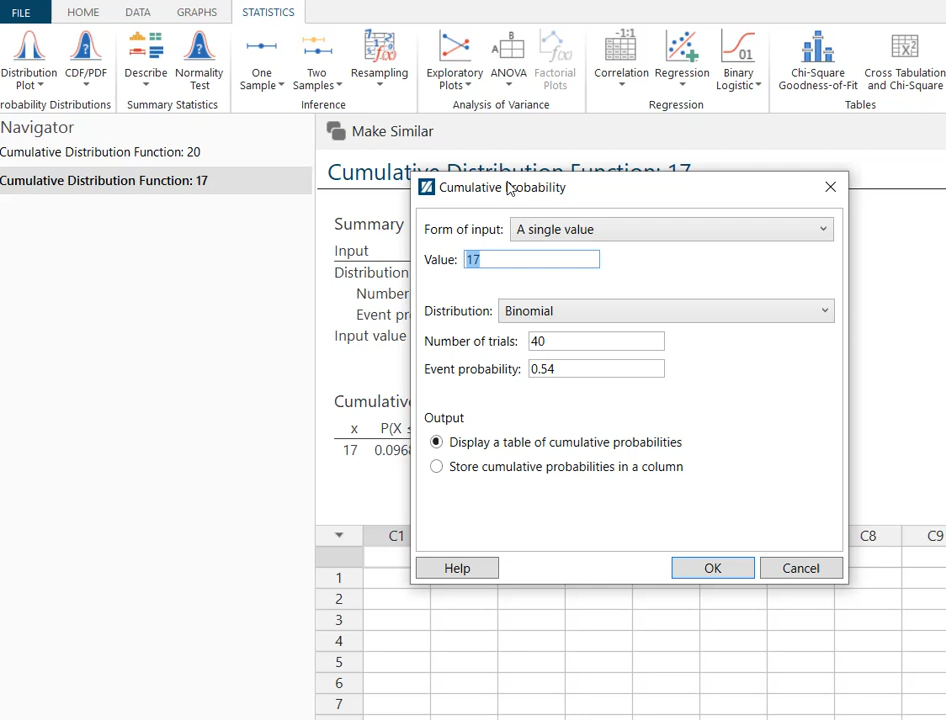 FILE HOME DATA GRAPHS STATISTICS
Distribution Plot CDF/PDF
robability Distributions
Describe Normality Test
Summary Statistics
One Sample Two Samples Resampling
Inference
Exploratory Plots ANOVA Factorial Plots
Analysis of Variance
Correlation Regression Binary Logistic
Regression
Chi-Square Goodness-of-Fit Cross Tabulation and Chi-Square
Tables
Navigator
Cumulative Distribution Function: 20
Cumulative Distribution Function: 17
Make Similar
Cumulative Distribution Function: 17
Summary
Input
Distribution
Number
Event pr
Input value
Cumulative
x P(X ≤
17 0.096
Cumulative Probability
Form of input: A single value
Value: 17
Distribution: Binomial
Number of trials: 40
Event probability: 0.54
Output
Display a table of cumulative probabilities
Store cumulative probabilities in a column
Help OK Cancel
C1 C8 C9
1
2
3
4
5
6
7